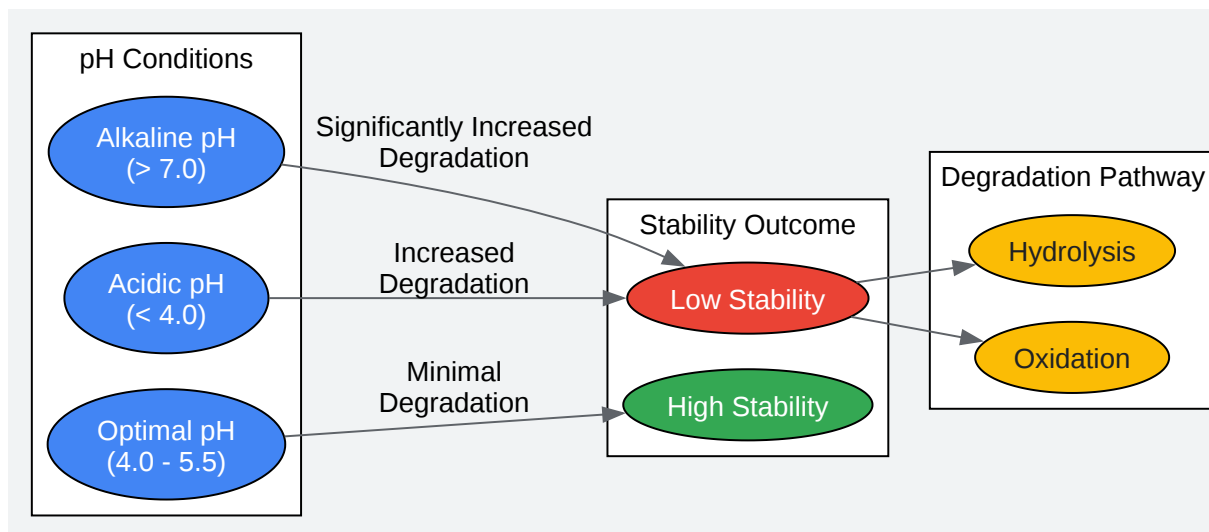 pH Conditions
Alkaline pH
(> 7.0)
Acidic pH
(< 4.0)
Optimal pH
(4.0 - 5.5)
Significantly Increased
Degradation
Increased
Degradation
Minimal
Degradation
Stability Outcome
Low Stability
High Stability
Degradation Pathway
Hydrolysis
Oxidation